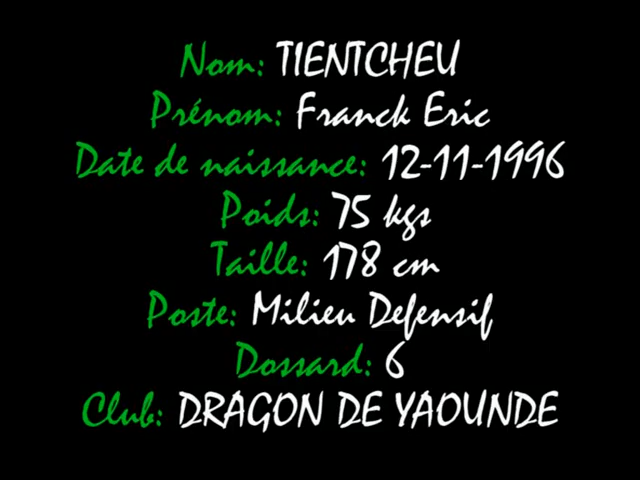 Nom: TIENTCHEU
Prénom: Franck Eric
Date de naissance: 12-11-1996
Poids: 75 kgs
Taille: 178 cm
Poste: Milieu Defensif
Dossard: 6
Club: DRAGON DE YAOUNDE